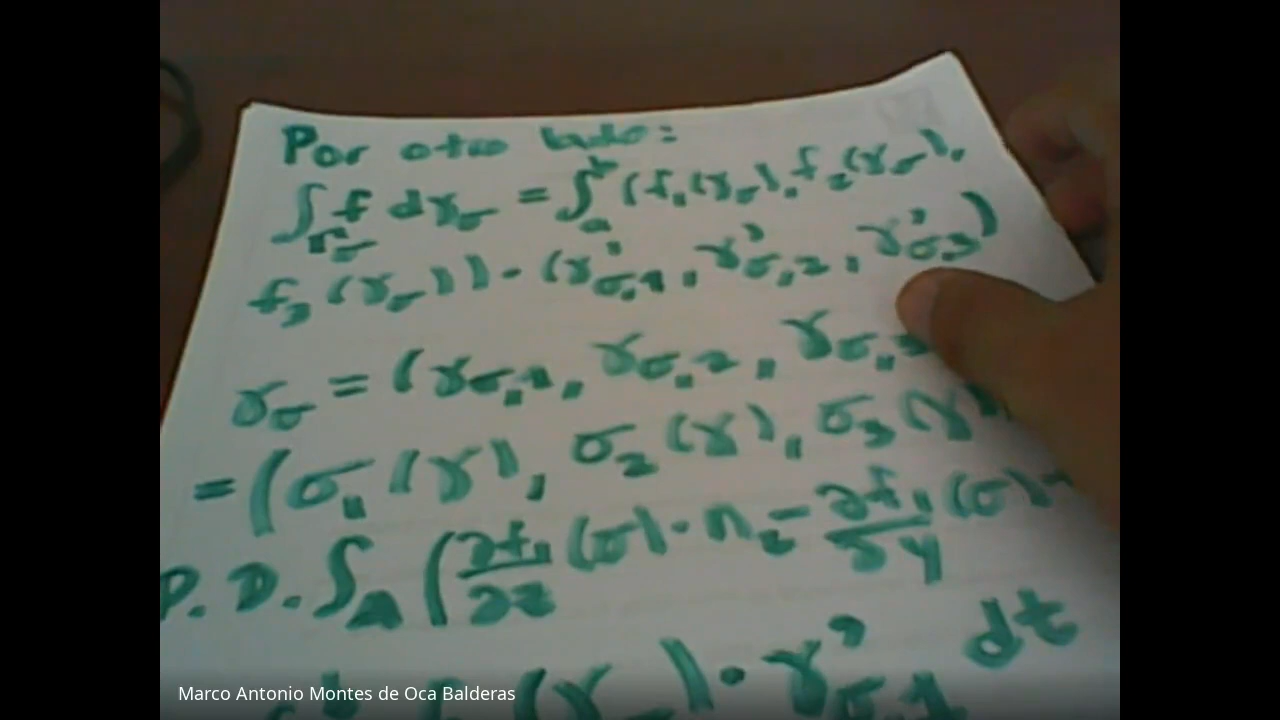 Por otro lado:
∫_{Γσ} f dγσ = ∫_a^b (f₁(γσ), f₂(γσ),
f₃(γσ)) · (γ'σ,1, γ'σ,2, γ'σ,3)
γσ = (γσ,1, γσ,2, γσ,3
= (σ₁(γ), σ₂(γ), σ₃(γ)
P.D. ∫_A (∂f₁/∂z (σ) · n₂ - ∂f₁/∂y (σ) ·
) · γ'σ,1 dt
Marco Antonio Montes de Oca Balderas